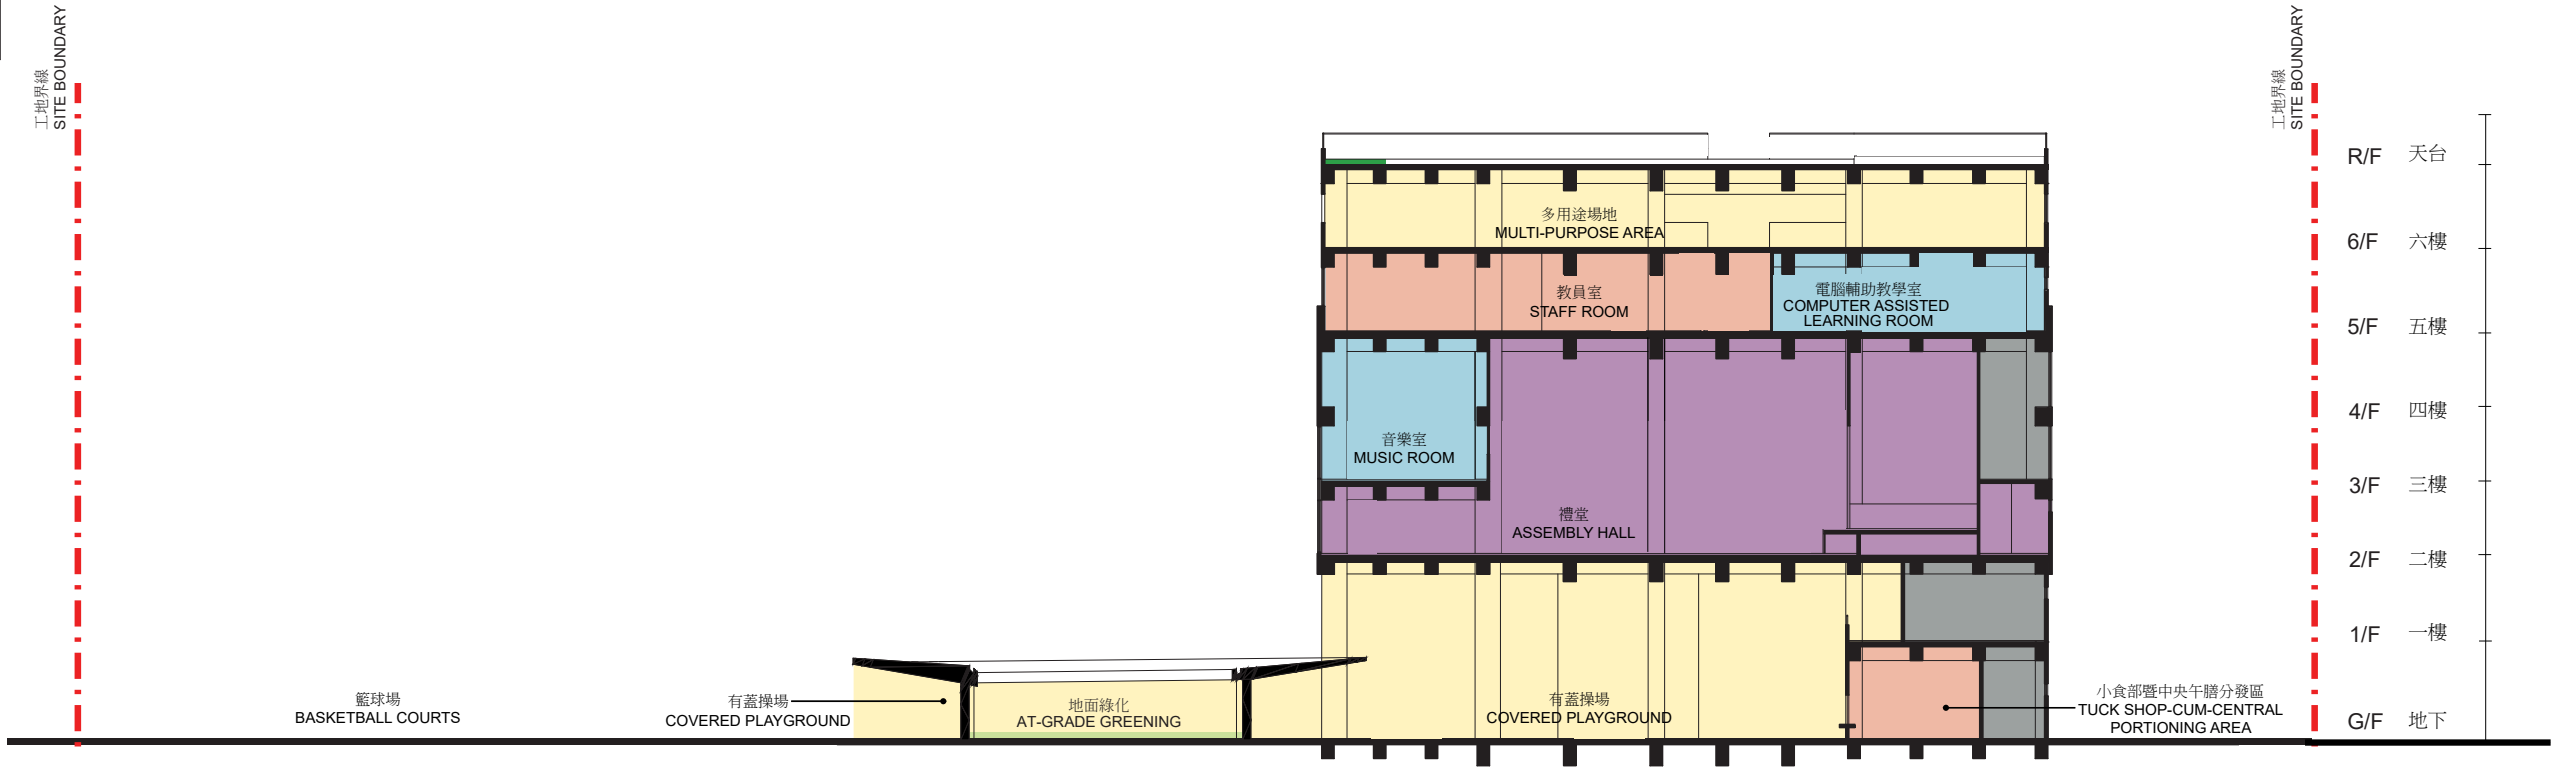 工地界線
SITE BOUNDARY
工地界線
SITE BOUNDARY
R/F 天台
多用途場地
MULTI-PURPOSE AREA
6/F 六樓
教員室
STAFF ROOM
電腦輔助教學室
COMPUTER ASSISTED
LEARNING ROOM
5/F 五樓
4/F 四樓
音樂室
MUSIC ROOM
3/F 三樓
禮堂
ASSEMBLY HALL
2/F 二樓
1/F 一樓
籃球場
BASKETBALL COURTS
有蓋操場
COVERED PLAYGROUND
地面綠化
AT-GRADE GREENING
有蓋操場
COVERED PLAYGROUND
小食部暨中央午膳分發區
TUCK SHOP-CUM-CENTRAL
PORTIONING AREA
G/F 地下